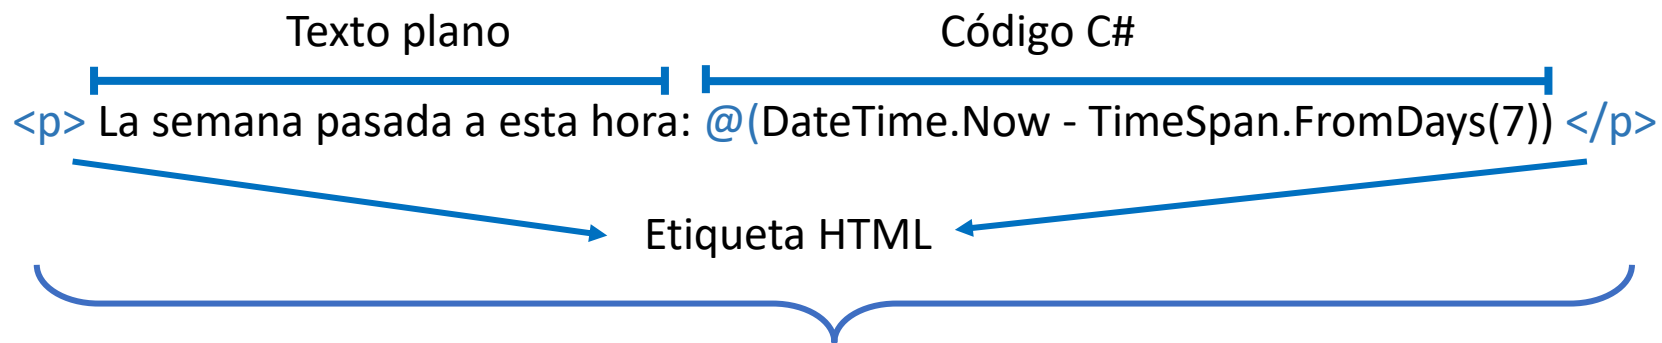 Texto plano
Código C#
<p> La semana pasada a esta hora: @(DateTime.Now - TimeSpan.FromDays(7)) </p>
Etiqueta HTML